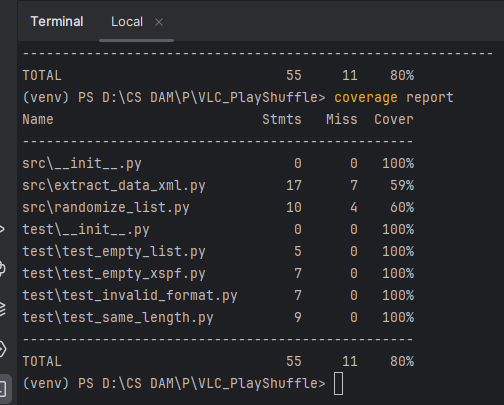 Terminal Local ×
----------------------------------------------------------
TOTAL                          55     11    80%
(venv) PS D:\CS DAM\P\VLC_PlayShuffle> coverage report
Name                        Stmts   Miss  Cover
-----------------------------------------------
src\__init__.py                 0      0   100%
src\extract_data_xml.py        17      7    59%
src\randomize_list.py          10      4    60%
test\__init__.py                0      0   100%
test\test_empty_list.py         5      0   100%
test\test_empty_xspf.py         7      0   100%
test\test_invalid_format.py     7      0   100%
test\test_same_length.py        9      0   100%
-----------------------------------------------
TOTAL                          55     11    80%
(venv) PS D:\CS DAM\P\VLC_PlayShuffle>